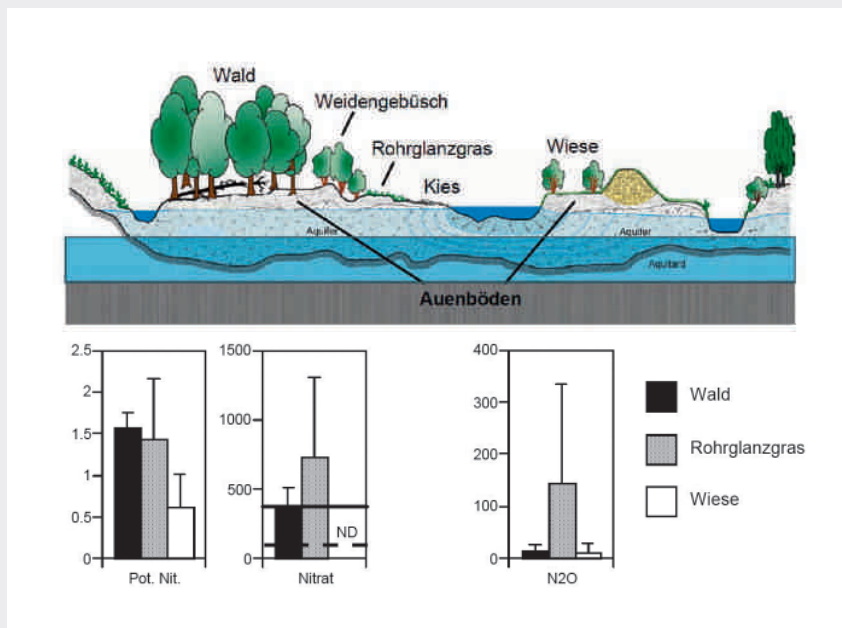 Wald
Weidengebüsch
Rohrglanzgras
Wiese
Kies
Aquifer
Aquifer
Aquitard
Auenböden
2.5
2
1.5
1
0.5
0
Pot. Nit.
1500
1000
500
0
ND
Nitrat
400
300
200
100
0
N2O
Wald
Rohrglanzgras
Wiese